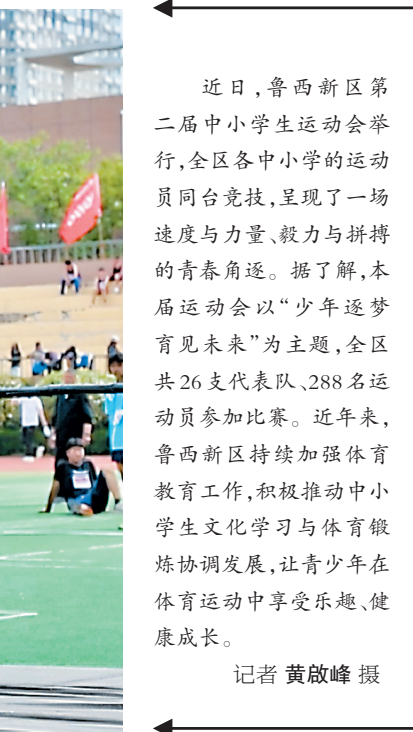 近日，鲁西新区第
二届中小学生运动会举
行，全区各中小学的运动
员同台竞技，呈现了一场
速度与力量、毅力与拼搏
的青春角逐。据了解，本
届运动会以“少年逐梦
育见未来”为主题，全区
共26支代表队、288名运
动员参加比赛。近年来，
鲁西新区持续加强体育
教育工作，积极推动中小
学生文化学习与体育锻
炼协调发展，让青少年在
体育运动中享受乐趣、健
康成长。
记者 黄啟峰 摄